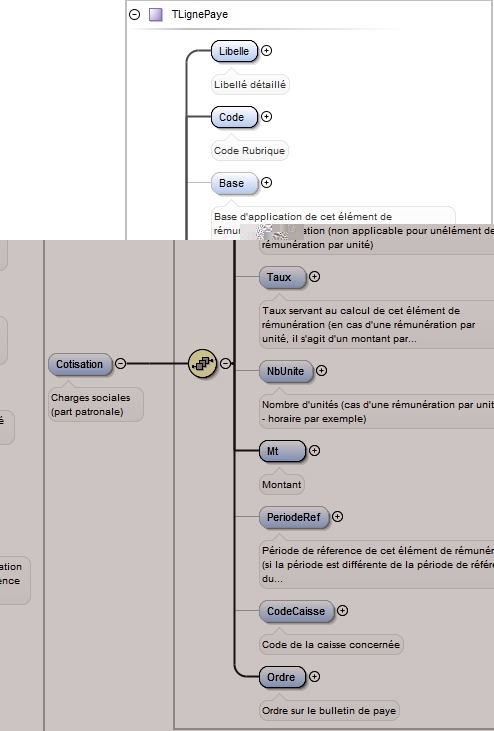 TLignePaye
Libelle
Libellé détaillé
Code
Code Rubrique
Base
Base d'application de cet élément de
rémun
ration (non applicable pour unélément de
rémunération par unité)
Taux
Taux servant au calcul de cet élément de
rémunération (en cas d'une rémunération par
unité, il s'agit d'un montant par...
Cotisation
Charges sociales
(part patronale)
NbUnite
Nombre d'unités (cas d'une rémunération par unit
- horaire par exemple)
é
Mt
Montant
PeriodeRef
Période de réference de cet élément de rémunér
(si la période est différente de la période de référe
du...
ation
ence
CodeCaisse
Code de la caisse concernée
Ordre
Ordre sur le bulletin de paye